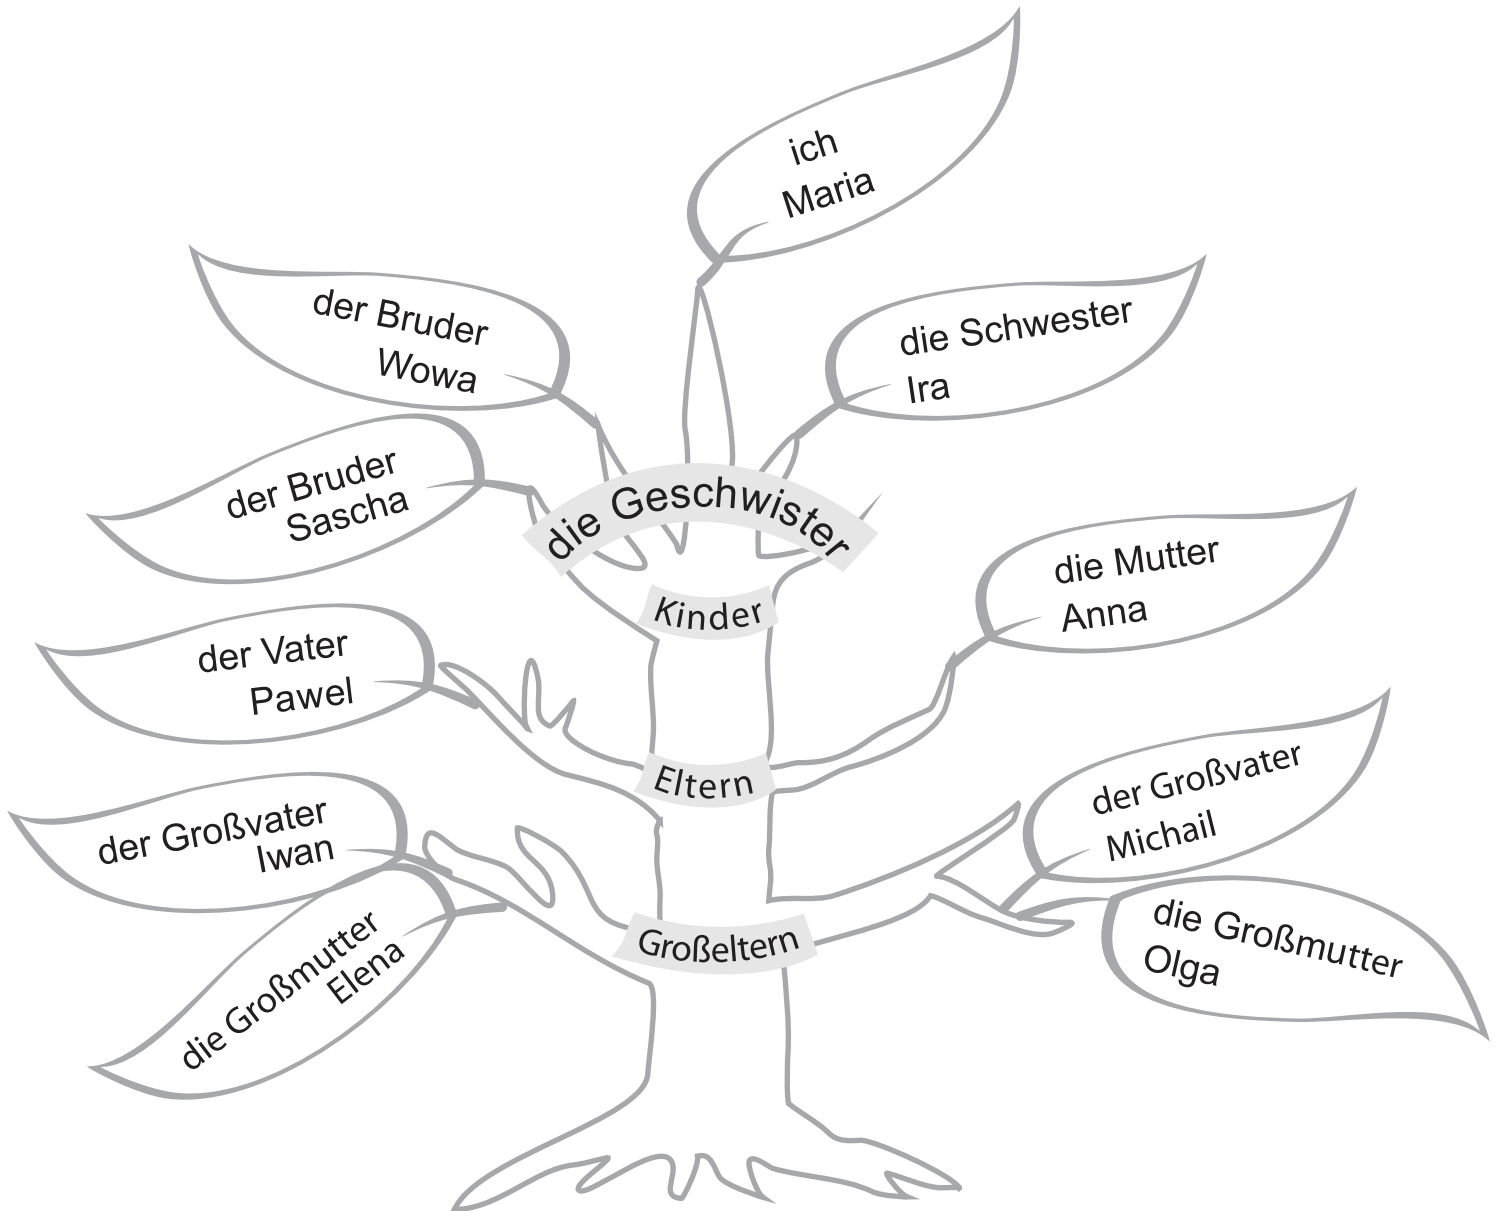 ich
Maria
der Bruder
Wowa
die Schwester
Ira
der Bruder
Sascha
die Geschwister
Kinder
die Mutter
Anna
der Vater
Pawel
Eltern
der Großvater
Michail
der Großvater
Iwan
die Großmutter
Olga
Großeltern
die Großmutter
Elena